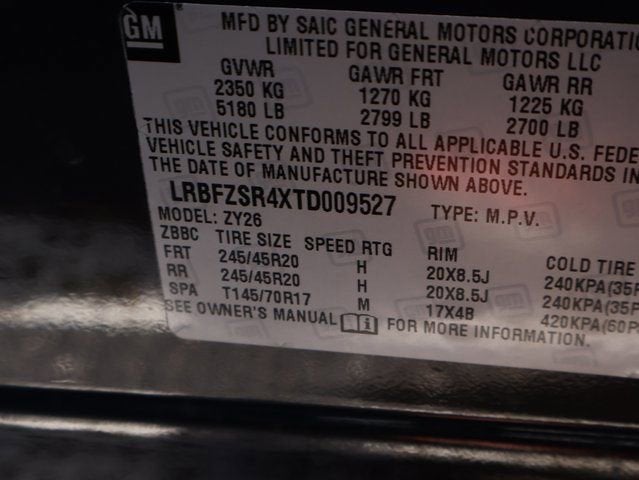 GM
MFD BY SAIC GENERAL MOTORS CORPORATIO
LIMITED FOR GENERAL MOTORS LLC
GVWR GAWR FRT GAWR RR
2350 KG 1270 KG 1225 KG
5180 LB 2799 LB 2700 LB
THIS VEHICLE CONFORMS TO ALL APPLICABLE U.S. FEDE
VEHICLE SAFETY AND THEFT PREVENTION STANDARDS IN
THE DATE OF MANUFACTURE SHOWN ABOVE.
LRBFZSR4XTD009527 TYPE: M.P.V.
MODEL: ZY26
ZBBC TIRE SIZE SPEED RTG RIM COLD TIRE
FRT 245/45R20 H 20X8.5J 240KPA(35P
RR 245/45R20 H 20X8.5J 240KPA(35P
SPA T145/70R17 M 17X4B 420KPA(60P
SEE OWNER'S MANUAL FOR MORE INFORMATION.